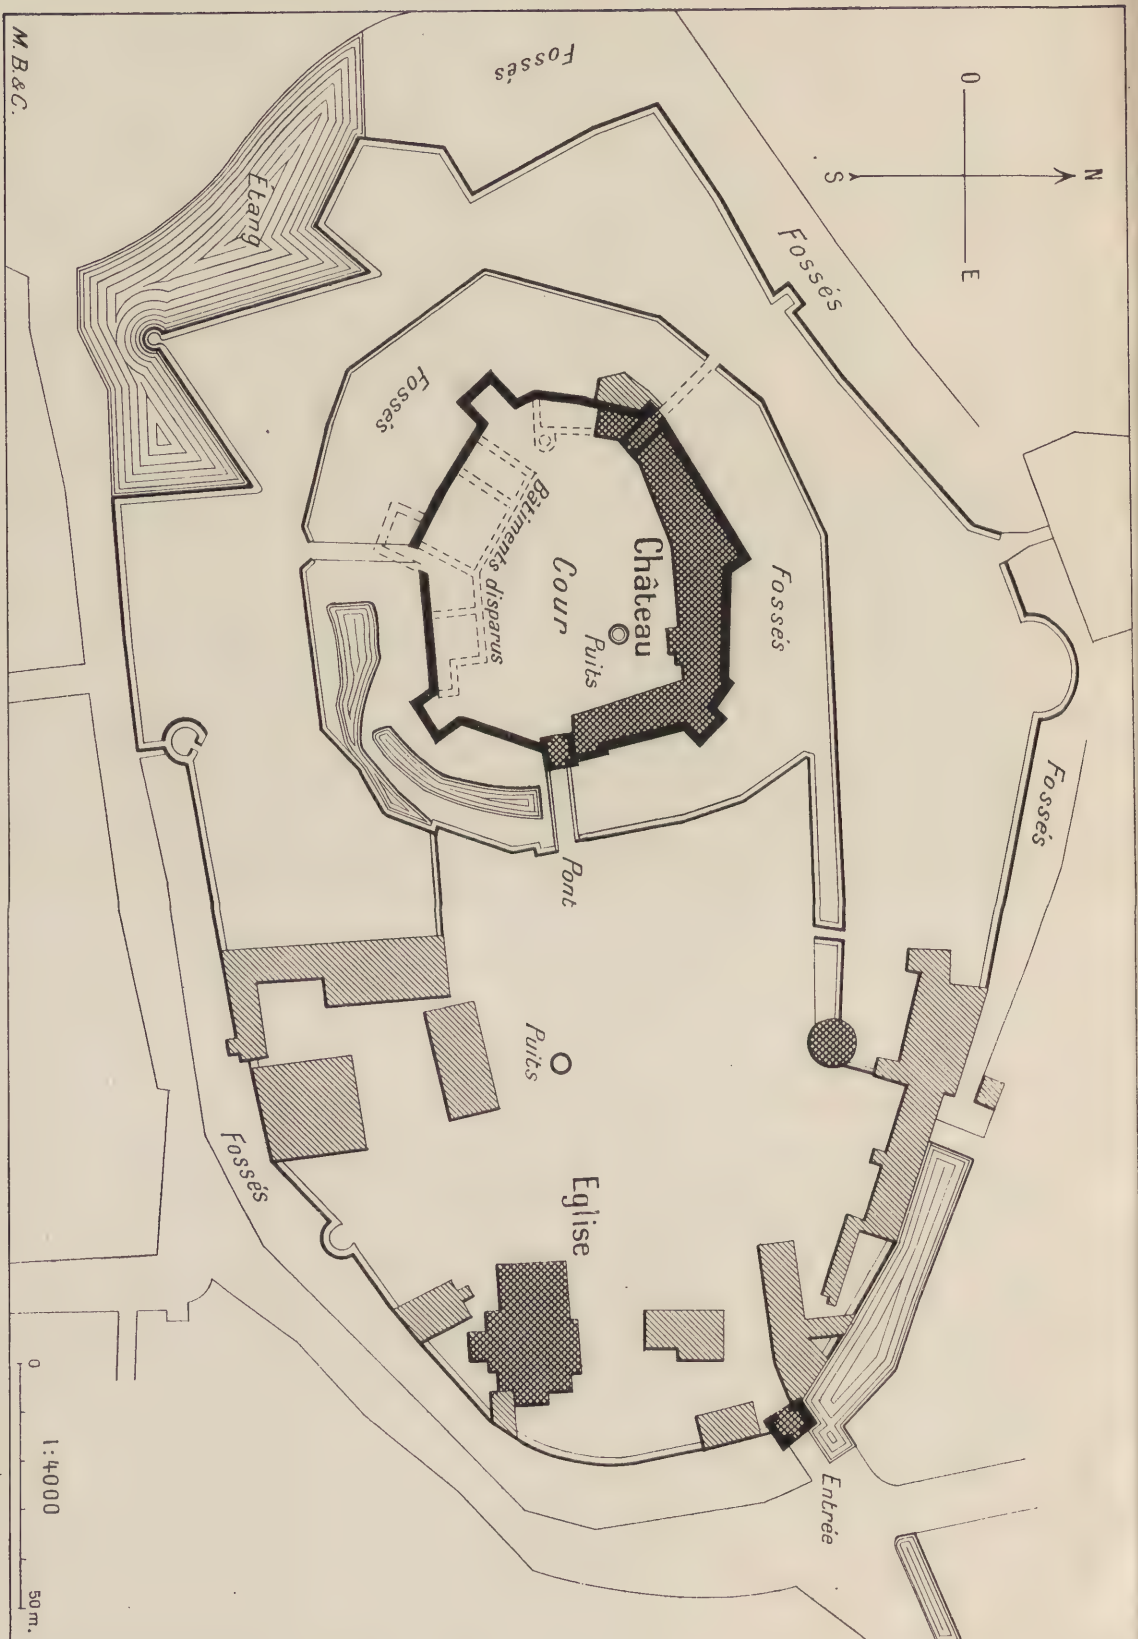 M. B. & C.
Fossés
O
N
S
E
Étang
Fossés
Fossés
Bâtiments disparus
Cour
Château
Puits
Fossés
Fossés
Pont
Puits
Fossés
Eglise
Entrée
0
1:4000
50 m.